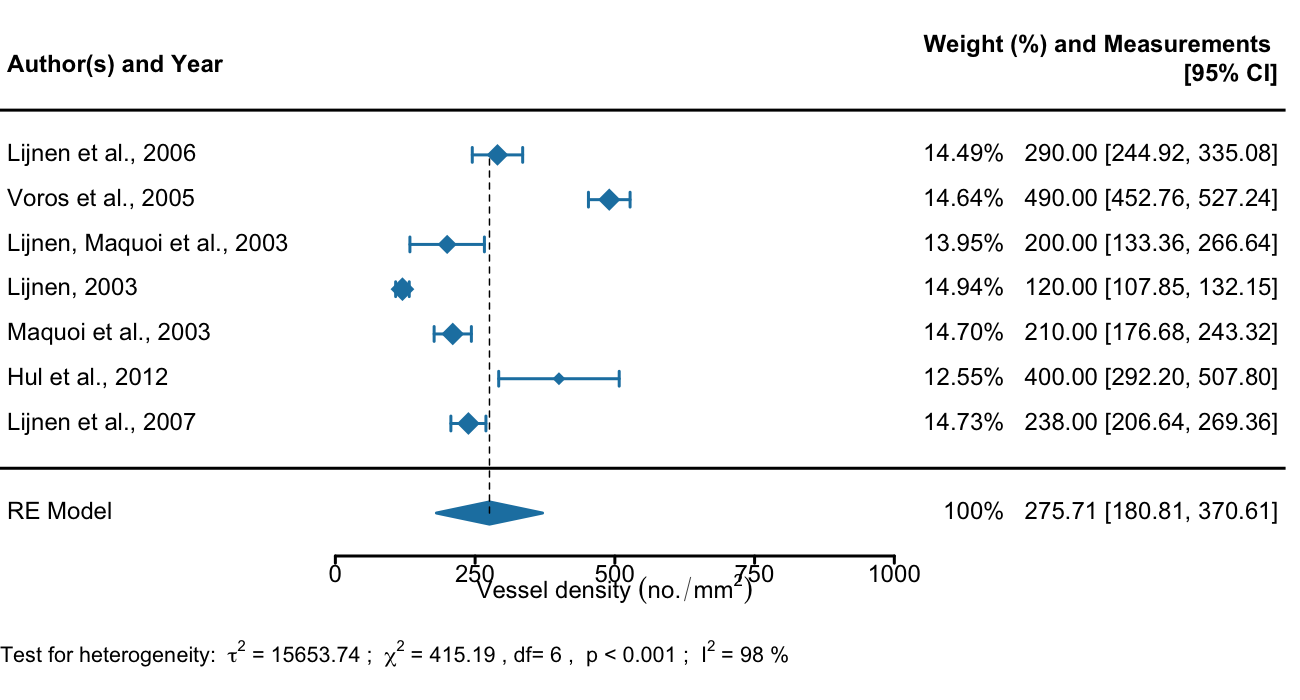 Author(s) and Year
Weight (%) and Measurements
[95% CI]
Lijnen et al., 2006 14.49% 290.00 [244.92, 335.08]
Voros et al., 2005 14.64% 490.00 [452.76, 527.24]
Lijnen, Maquoi et al., 2003 13.95% 200.00 [133.36, 266.64]
Lijnen, 2003 14.94% 120.00 [107.85, 132.15]
Maquoi et al., 2003 14.70% 210.00 [176.68, 243.32]
Hul et al., 2012 12.55% 400.00 [292.20, 507.80]
Lijnen et al., 2007 14.73% 238.00 [206.64, 269.36]
RE Model 100% 275.71 [180.81, 370.61]
0 250 500 750 1000
Vessel density (no./mm²)
Test for heterogeneity: τ² = 15653.74 ; χ² = 415.19 , df= 6 , p < 0.001 ; I² = 98 %